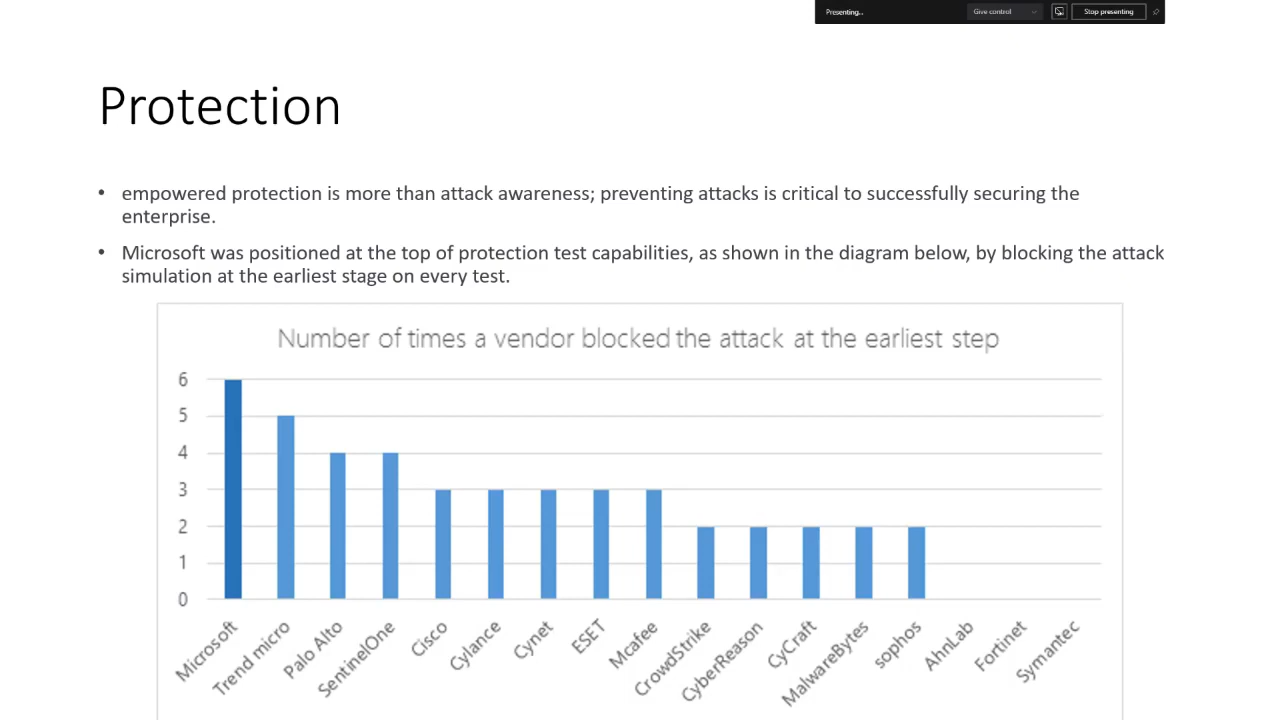 Presenting...
Give control
Stop presenting
Protection
• empowered protection is more than attack awareness; preventing attacks is critical to successfully securing the
enterprise.
• Microsoft was positioned at the top of protection test capabilities, as shown in the diagram below, by blocking the attack
simulation at the earliest stage on every test.
Number of times a vendor blocked the attack at the earliest step
6
5
4
3
2
1
0
Microsoft
Trend micro
Palo Alto
SentinelOne
Cisco
Cylance
Cynet
ESET
Mcafee
CrowdStrike
CyberReason
CyCraft
MalwareBytes
sophos
AhnLab
Fortinet
Symantec